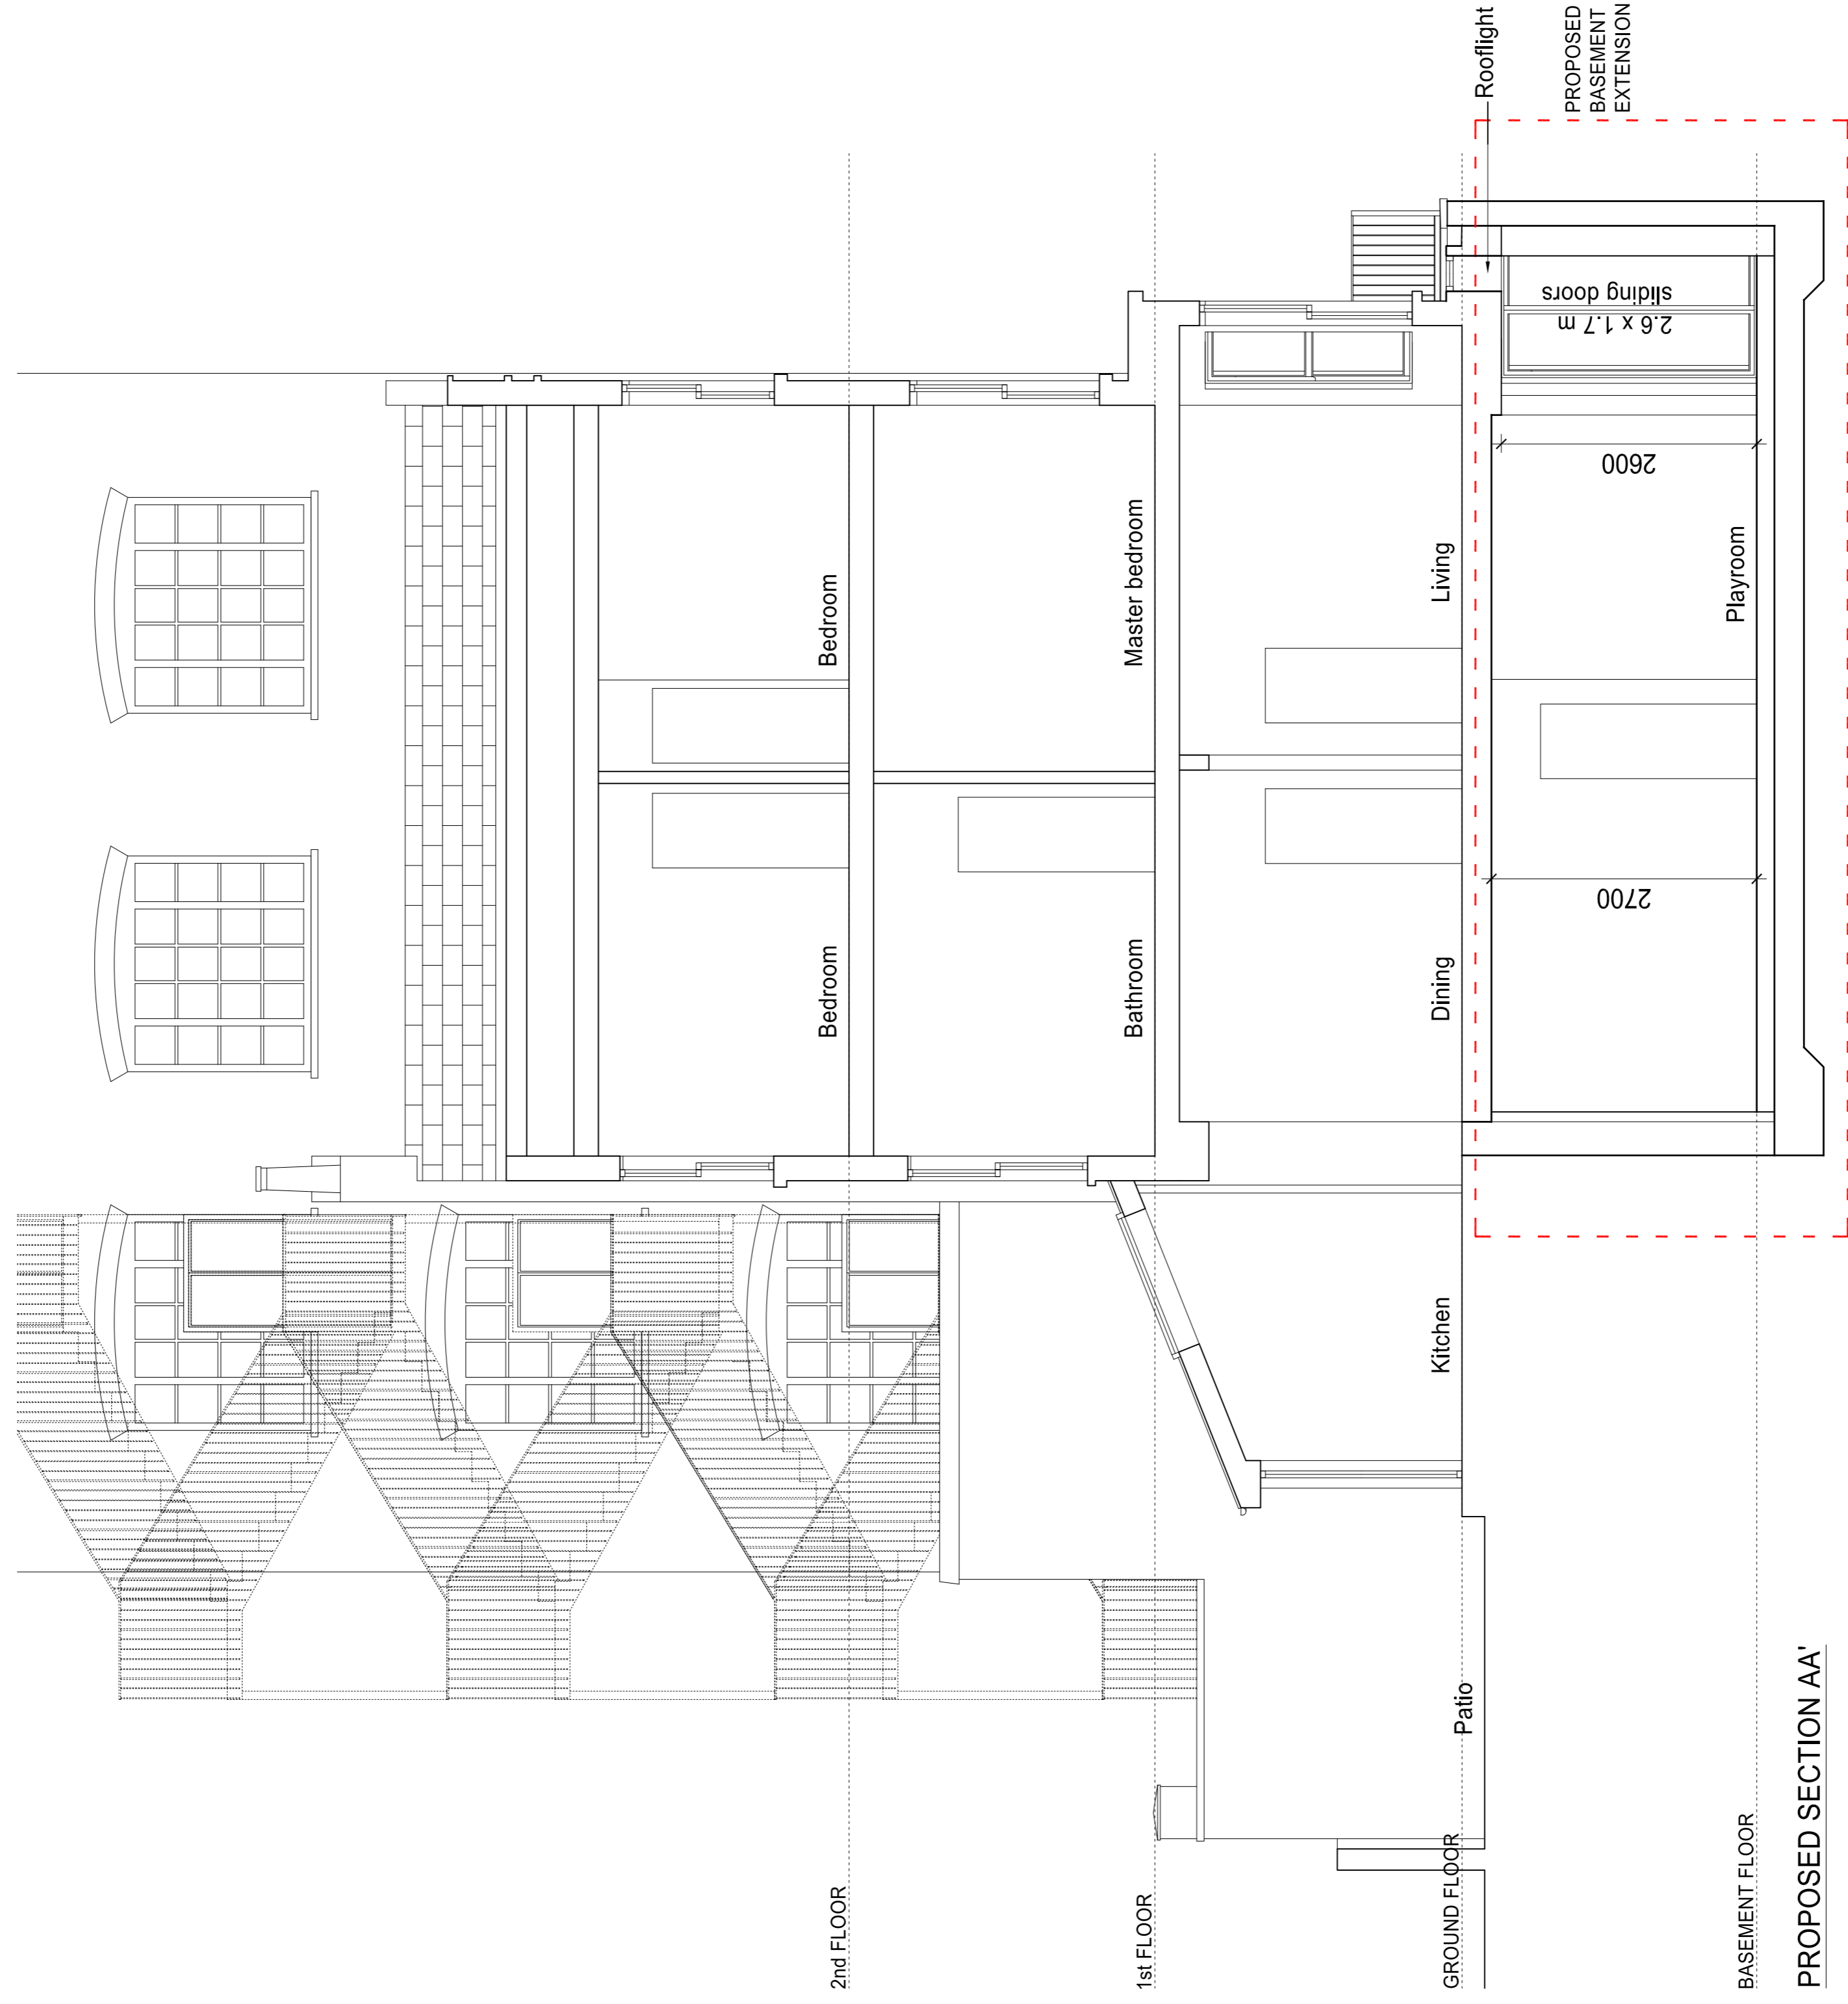 Rooflight
PROPOSED
BASEMENT
EXTENSION
2.6 x 1.7 m
sliding doors
2600
2700
Bedroom
Bedroom
2nd FLOOR
Bathroom
Master bedroom
1st FLOOR
Kitchen
Dining
Living
Patio
GROUND FLOOR
Playroom
BASEMENT FLOOR
PROPOSED SECTION AA'